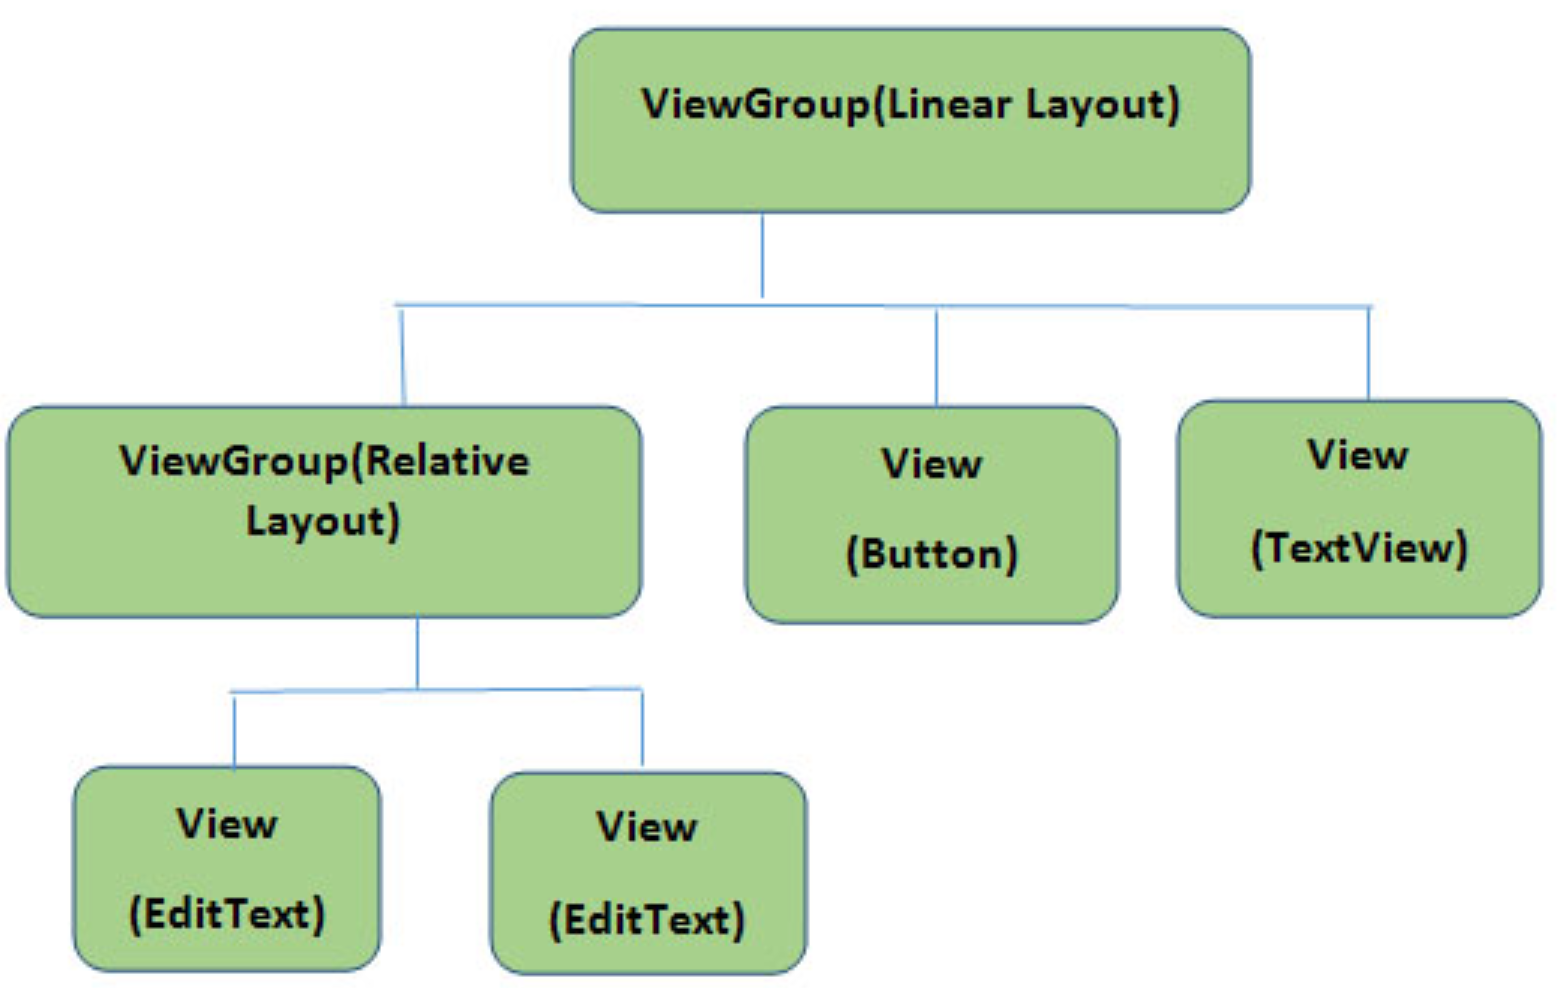 ViewGroup(Linear Layout)
ViewGroup(Relative
Layout)
View
(Button)
View
(TextView)
View
(EditText)
View
(EditText)